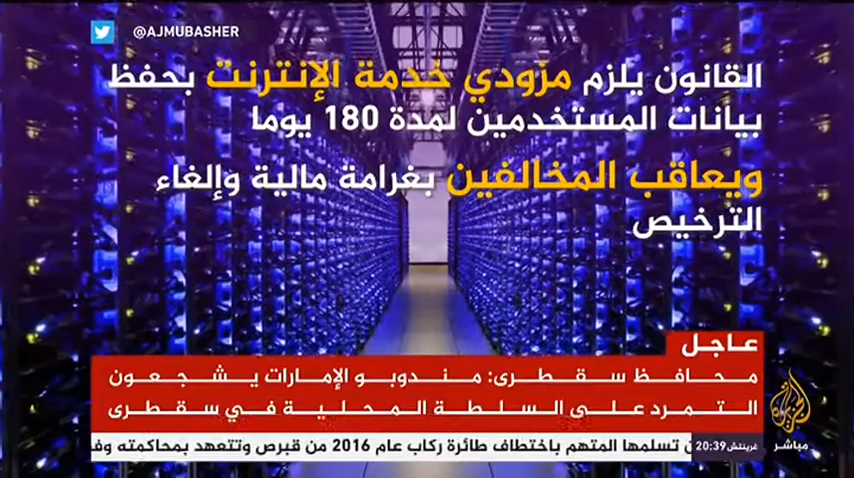 @AJMUBASHER
القانون يلزم مزودي خدمة الإنترنت بحفظ
بيانات المستخدمين لمدة 180 يوما
ويعاقب المخالفين بغرامة مالية وإلغاء
الترخيص
عاجل
محافظ سقطرى: مندوبو الإمارات يشجعون
التمرد على السلطة المحلية في سقطرى
غرينتش 20:39
تسلمها المتهم باختطاف طائرة ركاب عام 2016 من قبرص وتتعهد بمحاكمته
الجزيرة
مباشر